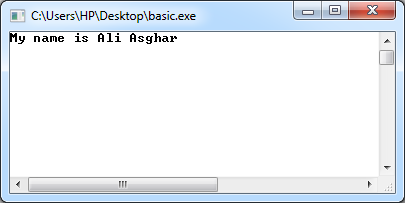 C:\Users\HP\Desktop\basic.exe
My name is Ali Asghar